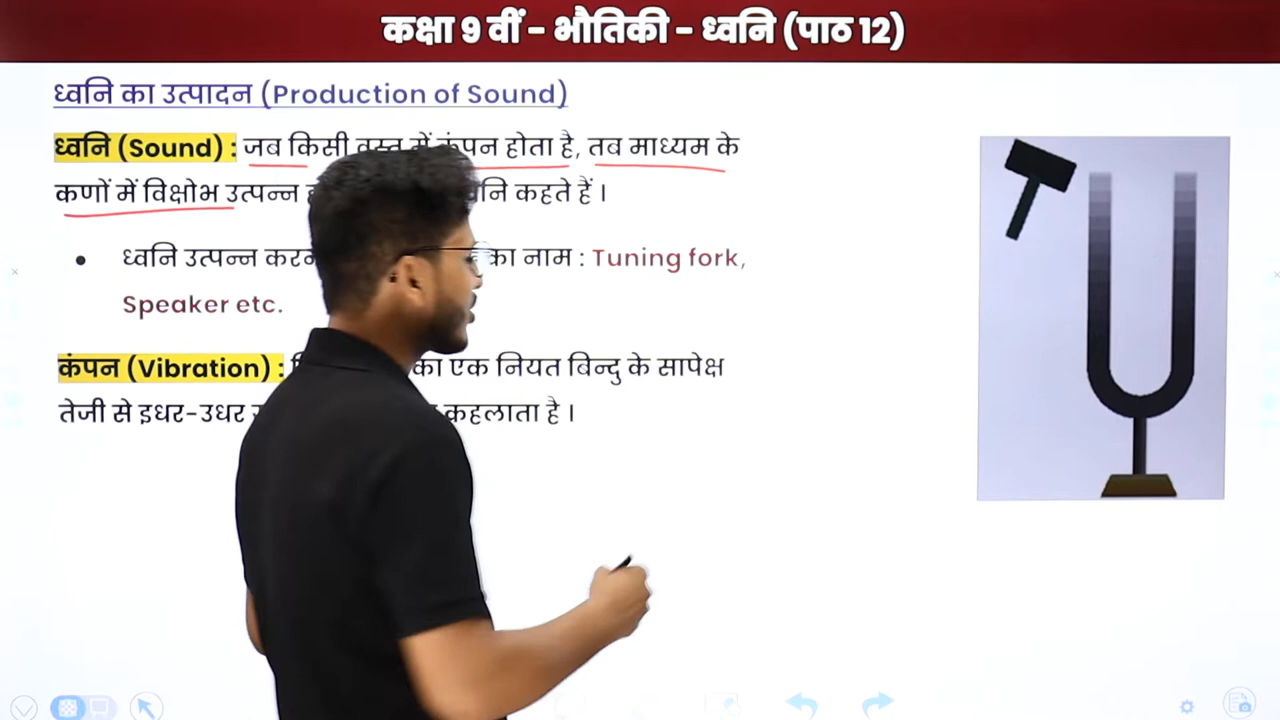 कक्षा 9 वीं - भौतिकी - ध्वनि (पाठ 12)
ध्वनि का उत्पादन (Production of Sound)
ध्वनि (Sound) : जब किसी वस्तु में कंपन होता है, तब माध्यम के
कणों में विक्षोभ उत्पन्न कहते हैं ।
• ध्वनि उत्पन्न का नाम : Tuning fork,
Speaker etc.
कंपन (Vibration) : का एक नियत बिन्दु के सापेक्ष
तेजी से इधर-उधर कहलाता है ।